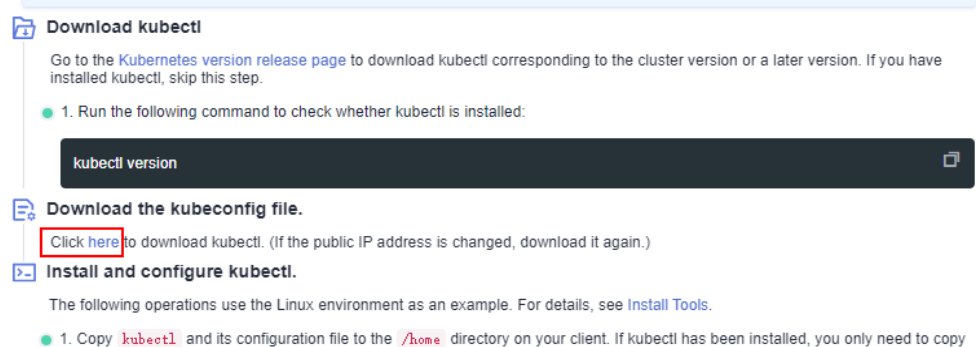 Download kubectl
Go to the Kubernetes version release page to download kubectl corresponding to the cluster version or a later version. If you have
installed kubectl, skip this step.
1. Run the following command to check whether kubectl is installed:
kubectl version
Download the kubeconfig file.
Click here to download kubectl. (If the public IP address is changed, download it again.)
Install and configure kubectl.
The following operations use the Linux environment as an example. For details, see Install Tools.
1. Copy kubectl and its configuration file to the /home directory on your client. If kubectl has been installed, you only need to copy